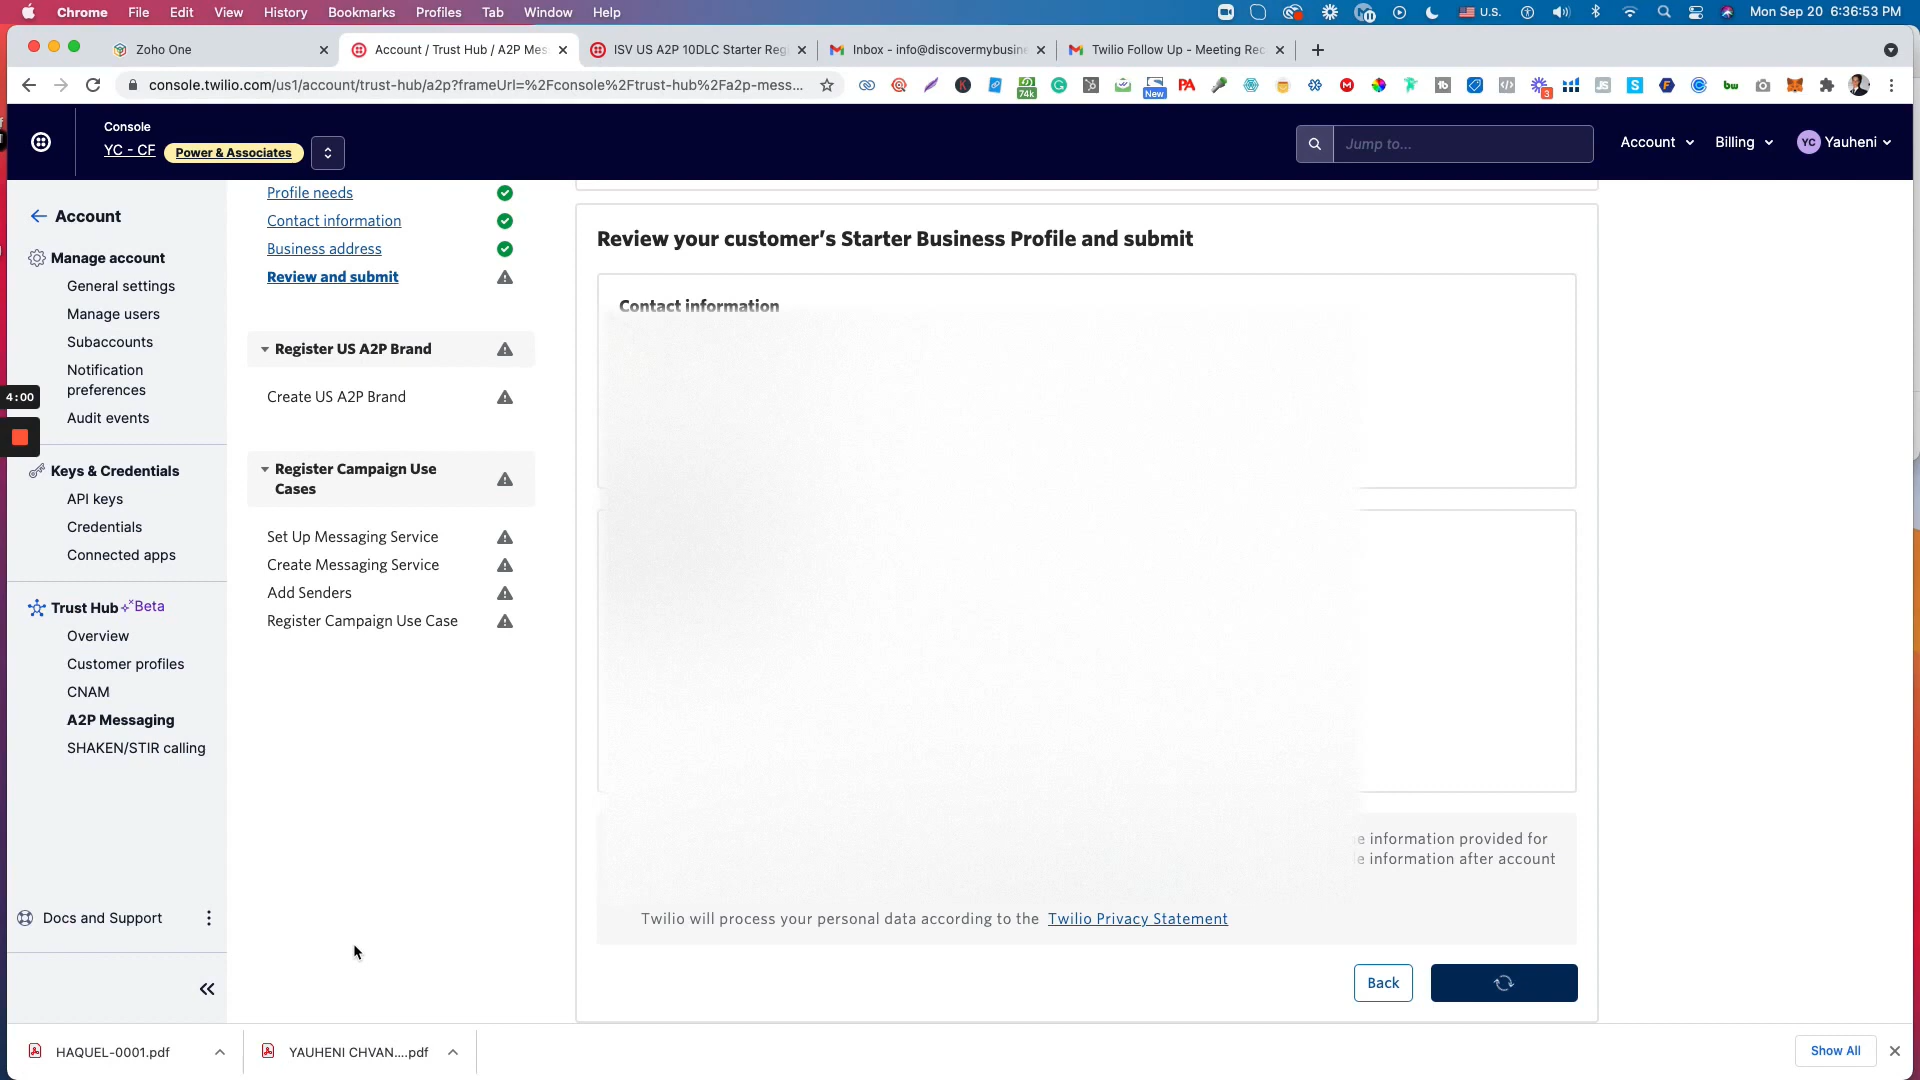 Chrome File Edit View History Bookmarks Profiles Tab Window Help
U.S. Mon Sep 20 6:36:53 PM
Zoho One
Account / Trust Hub / A2P Mes
ISV US A2P 10DLC Starter Reg
Inbox - info@discovermybusine
Twilio Follow Up - Meeting Rec
console.twilio.com/us1/account/trust-hub/a2p?frameUrl=%2Fconsole%2Ftrust-hub%2Fa2p-mess...
74k
New
PA
3
JS
bw
Console
YC - CF
Power & Associates
Jump to...
Account
Billing
YC
Yauheni
Account
Manage account
General settings
Manage users
Subaccounts
Notification
preferences
Audit events
4:00
Keys & Credentials
API keys
Credentials
Connected apps
Trust Hub Beta
Overview
Customer profiles
CNAM
A2P Messaging
SHAKEN/STIR calling
Docs and Support
Profile needs
Contact information
Business address
Review and submit
Register US A2P Brand
Create US A2P Brand
Register Campaign Use
Cases
Set Up Messaging Service
Create Messaging Service
Add Senders
Register Campaign Use Case
Review your customer's Starter Business Profile and submit
Contact information
information provided for
information after account
Twilio will process your personal data according to the Twilio Privacy Statement
Back
HAQUEL-0001.pdf
YAUHENI CHVAN....pdf
Show All